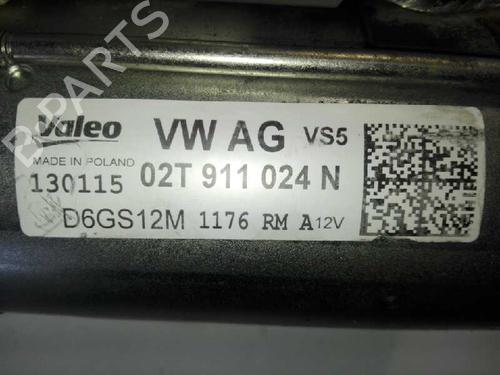 Valeo VW AG VS5
MADE IN POLAND
130115 02T 911 024 N
D6GS12M 1176 RM A12V
B-PARTS